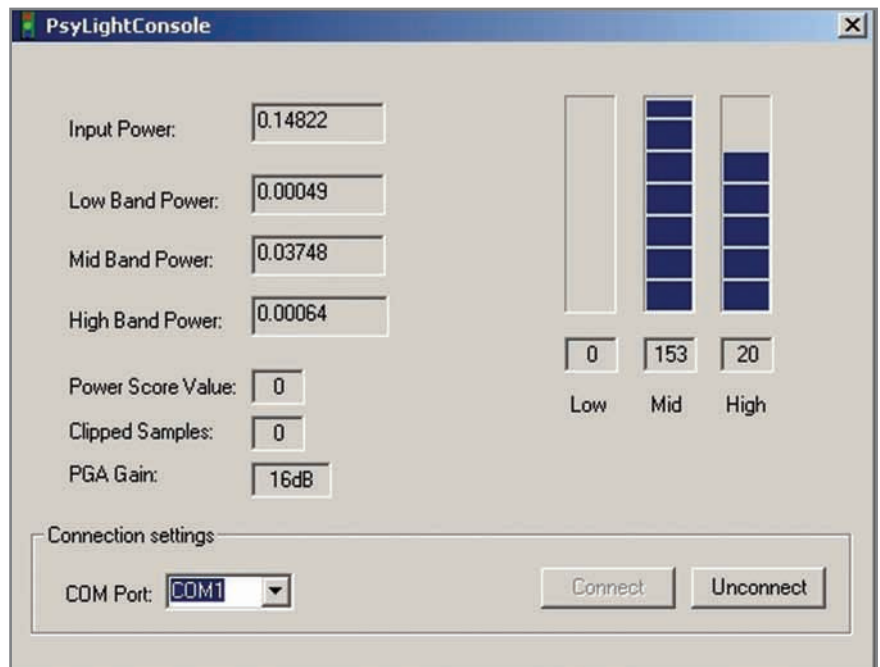 PsyLightConsole
Input Power: 0.14822
Low Band Power: 0.00049
Mid Band Power: 0.03748
High Band Power: 0.00064
0 153 20
Low Mid High
Power Score Value: 0
Clipped Samples: 0
PGA Gain: 16dB
Connection settings
COM Port: COM1 Connect Unconnect